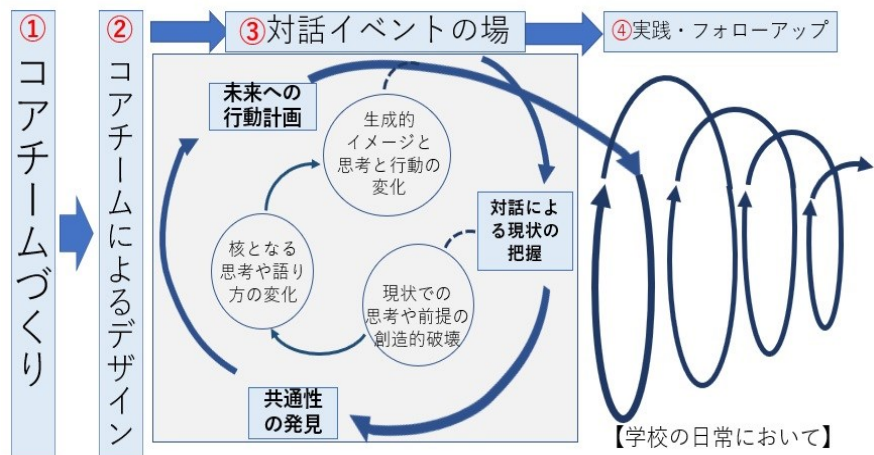 ①コアチームづくり
②コアチームによるデザイン
③対話イベントの場
④実践・フォローアップ
未来への
行動計画
生成的
イメージと
思考と行動の
変化
対話によ
る現状の
把握
核となる
思考や語り
方の変化
現状での
思考や前提の
創造的破壊
共通性
の発見
【学校の日常において】